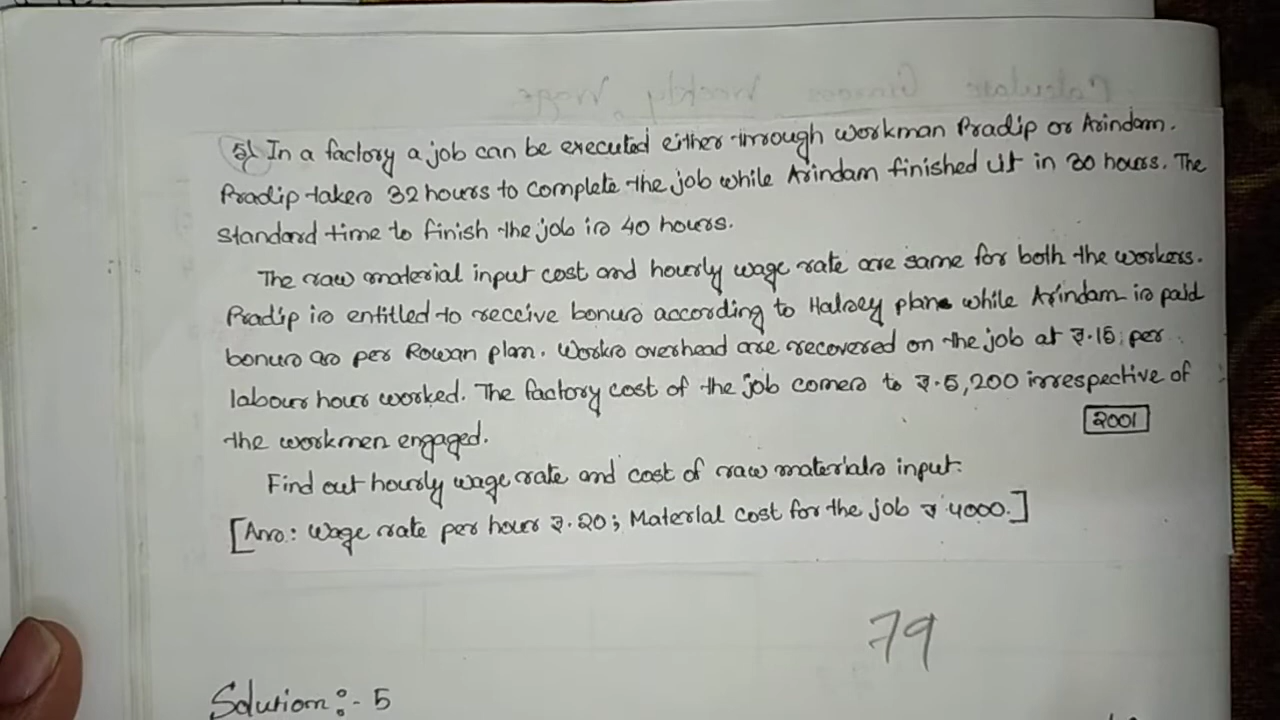 5) In a factory a job can be executed either through workman Pradip or Arindam.
Pradip takes 32 hours to complete the job while Arindam finished it in 30 hours. The
standard time to finish the job is 40 hours.
The raw material input cost and hourly wage rate are same for both the workers.
Pradip is entitled to receive bonus according to Halsey plan while Arindam is paid
bonus as per Rowan plan. Works overhead are recovered on the job at ₹.15 per
labour hour worked. The factory cost of the job comes to ₹.5,200 irrespective of
the workmen engaged.
2001
Find out hourly wage rate and cost of raw materials input.
[Ans.: Wage rate per hour ₹.20; Material cost for the job ₹ 4000.]
79
Solution:- 5